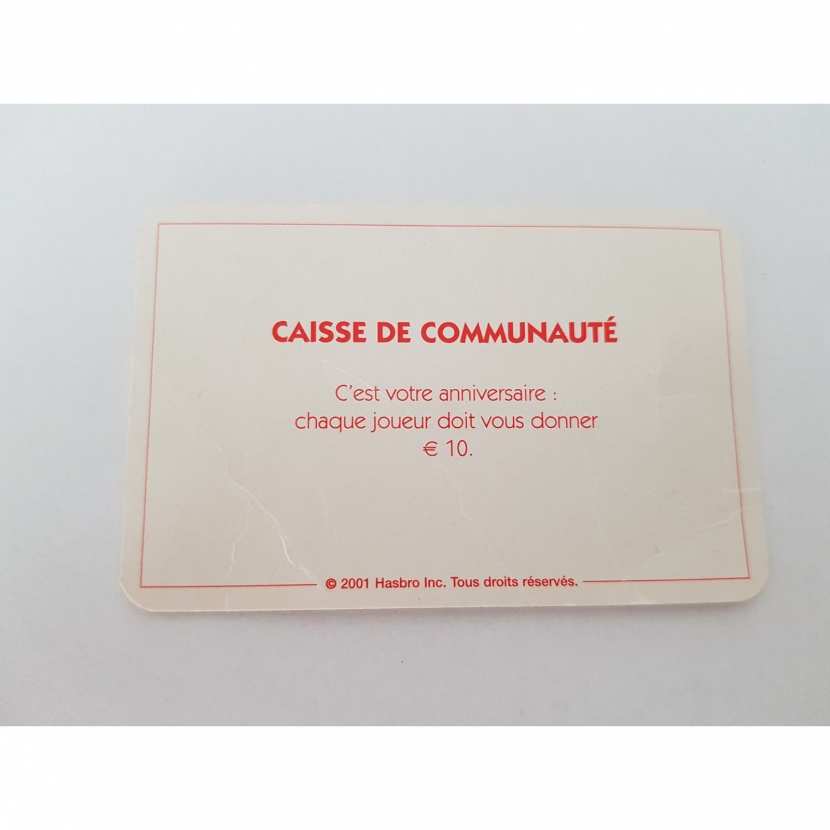 CAISSE DE COMMUNAUTÉ
C'est votre anniversaire :
chaque joueur doit vous donner
€ 10.
© 2001 Hasbro Inc. Tous droits réservés.